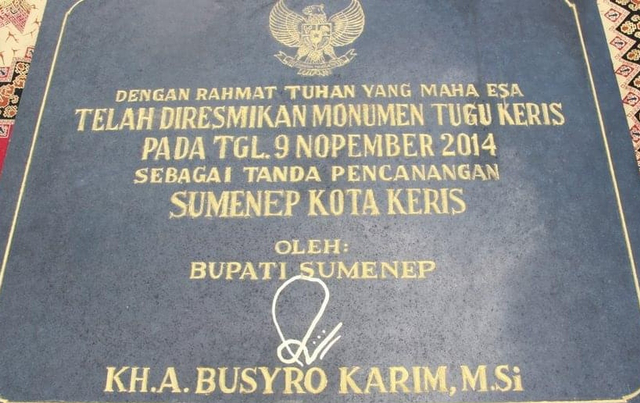 DENGAN RAHMAT TUHAN YANG MAHA ESA
TELAH DIRESMIKAN MONUMEN TUGU KERIS
PADA TGL. 9 NOPEMBER 2014
SEBAGAI TANDA PENCANANGAN
SUMENEP KOTA KERIS
OLEH:
BUPATI SUMENEP
KH.A. BUSYRO KARIM, M.Si